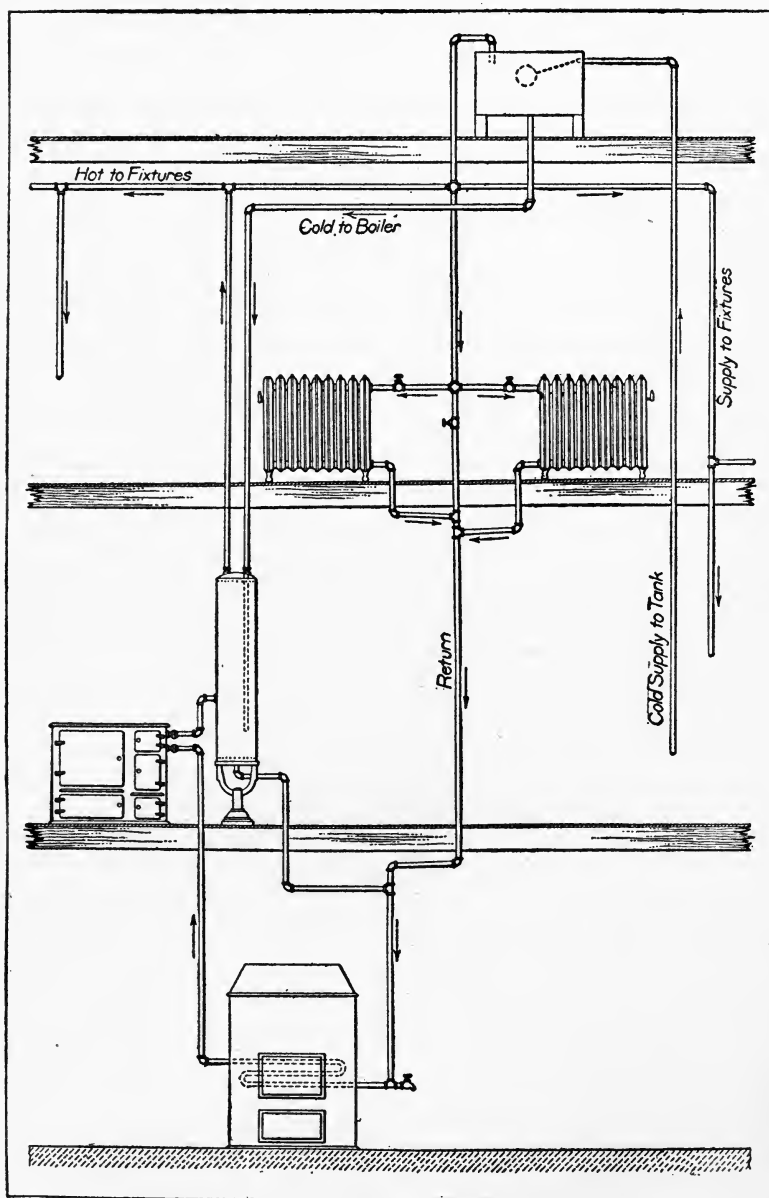 Hot to Fixtures
Cold to Boiler
Supply to Fixtures
Return
Cold Supply to Tank